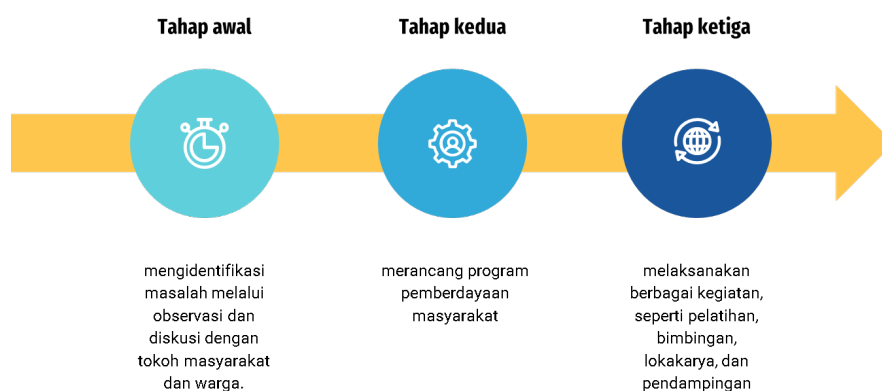 Tahap awal
Tahap kedua
Tahap ketiga
mengidentifikasi
masalah melalui
observasi dan
diskusi dengan
tokoh masyarakat
dan warga.
merancang program
pemberdayaan
masyarakat
melaksanakan
berbagai kegiatan,
seperti pelatihan,
bimbingan,
lokakarya, dan
pendampingan